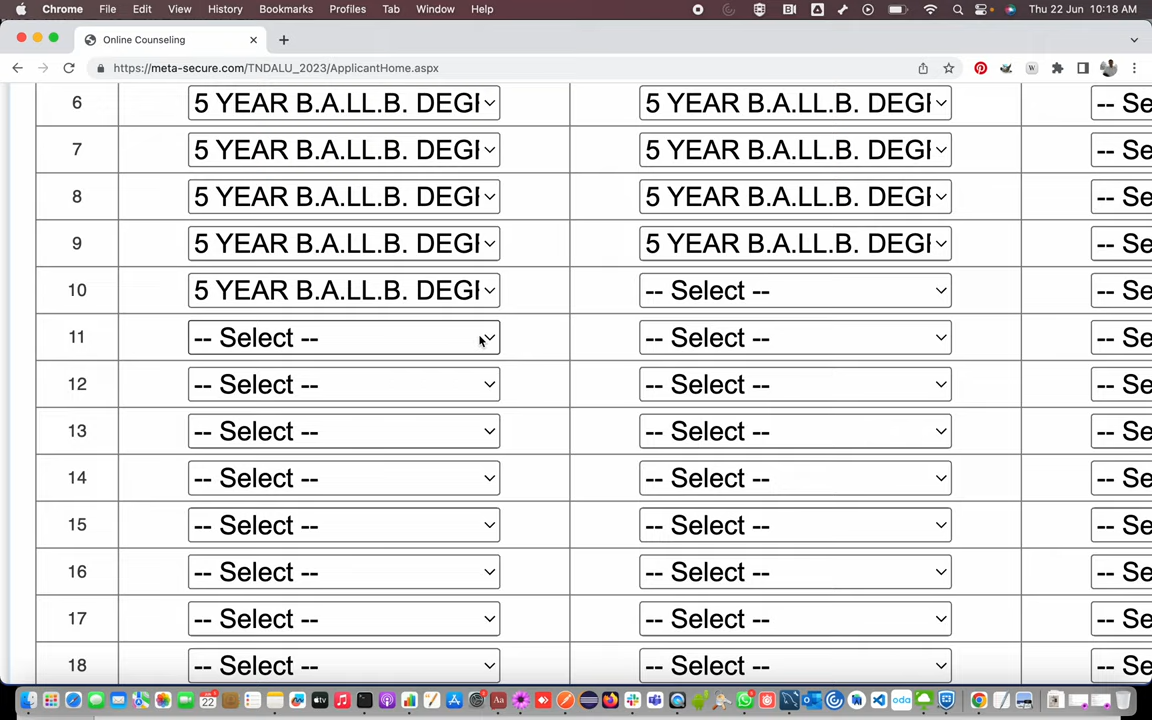 Chrome File Edit View History Bookmarks Profiles Tab Window Help Thu 22 Jun 10:18 AM
Online Counseling
https://meta-secure.com/TNDALU_2023/ApplicantHome.aspx
6 5 YEAR B.A.LL.B. DEGI 5 YEAR B.A.LL.B. DEGI -- Se
7 5 YEAR B.A.LL.B. DEGI 5 YEAR B.A.LL.B. DEGI -- Se
8 5 YEAR B.A.LL.B. DEGI 5 YEAR B.A.LL.B. DEGI -- Se
9 5 YEAR B.A.LL.B. DEGI 5 YEAR B.A.LL.B. DEGI -- Se
10 5 YEAR B.A.LL.B. DEGI -- Select -- -- Se
11 -- Select -- -- Select -- -- Se
12 -- Select -- -- Select -- -- Se
13 -- Select -- -- Select -- -- Se
14 -- Select -- -- Select -- -- Se
15 -- Select -- -- Select -- -- Se
16 -- Select -- -- Select -- -- Se
17 -- Select -- -- Select -- -- Se
18 -- Select -- -- Select -- -- Se